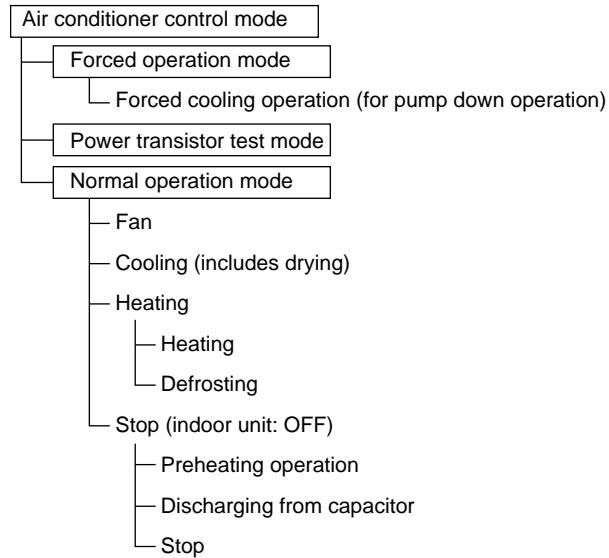 Air conditioner control mode
Forced operation mode
Forced cooling operation (for pump down operation)
Power transistor test mode
Normal operation mode
Fan
Cooling (includes drying)
Heating
Heating
Defrosting
Stop (indoor unit: OFF)
Preheating operation
Discharging from capacitor
Stop